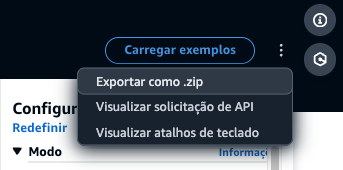 Carregar exemplos
Exportar como .zip
Visualizar solicitação de API
Visualizar atalhos de teclado
Configur
Redefinir
Modo
Informaç